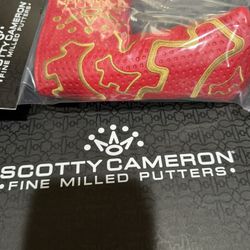 SCOTTY CAMERON®
• FINE MILLED PUTTERS •